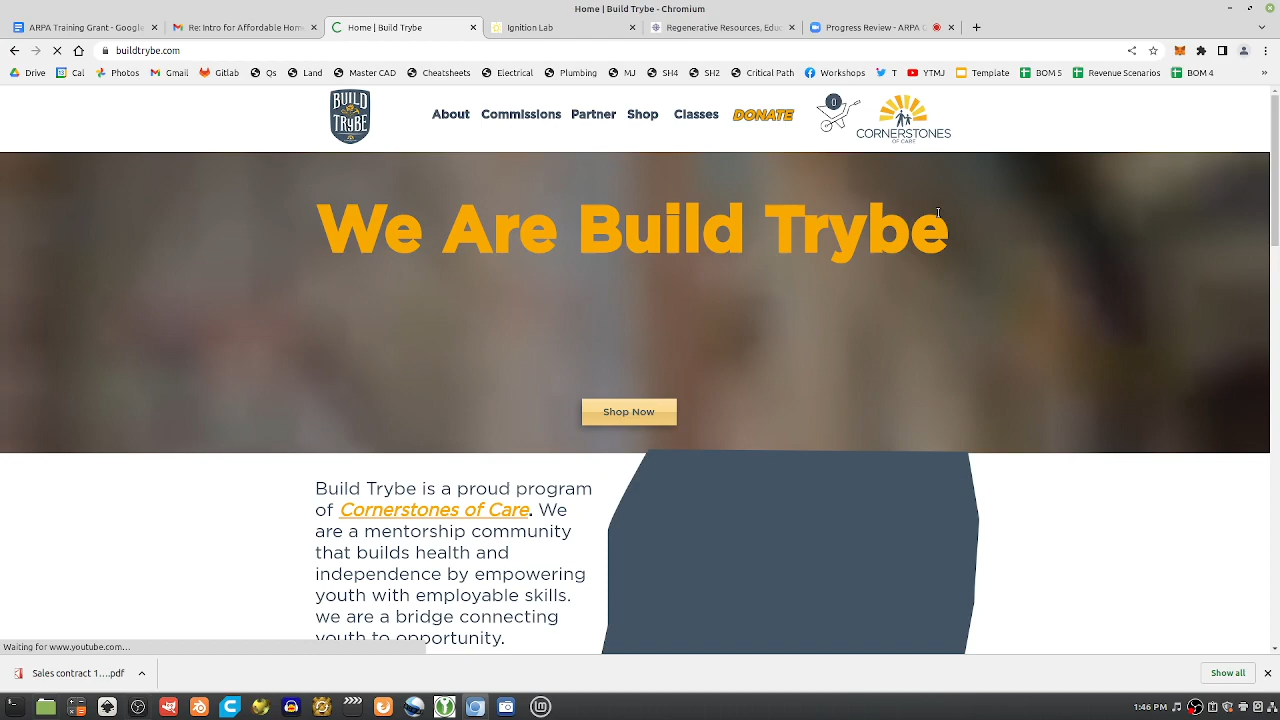 Home | Build Trybe - Chromium
ARPA Training Grant - Google
Re: Intro for Affordable Home
Home | Build Trybe
Ignition Lab
Regenerative Resources, Educ
Progress Review - ARPA
buildtrybe.com
Drive
Cal
Photos
Gmail
Gitlab
Qs
Land
Master CAD
Cheatsheets
Electrical
Plumbing
MJ
SH4
SH2
Critical Path
Workshops
T
YTMJ
Template
BOM 5
Revenue Scenarios
BOM 4
BUILD
TRYBE
About
Commissions
Partner
Shop
Classes
DONATE
0
CORNERSTONES
OF CARE
We Are Build Trybe
Shop Now
Build Trybe is a proud program
of Cornerstones of Care. We
are a mentorship community
that builds health and
independence by empowering
youth with employable skills.
we are a bridge connecting
youth to opportunity.
Waiting for www.youtube.com...
Sales contract 1....pdf
Show all
1:46 PM